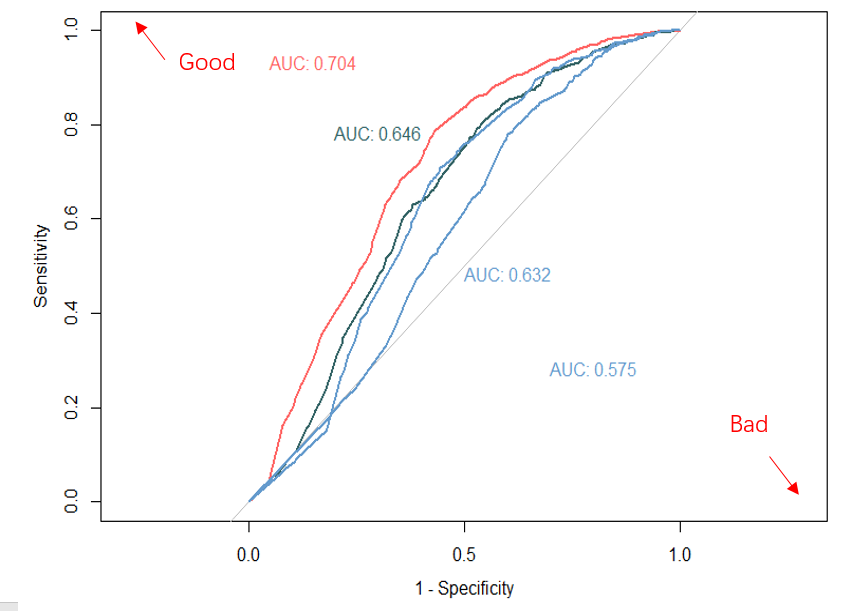 Good
AUC: 0.704
AUC: 0.646
AUC: 0.632
AUC: 0.575
Bad
Sensitivity
1.0
0.8
0.6
0.4
0.2
0.0
0.0 0.5 1.0
1 - Specificity